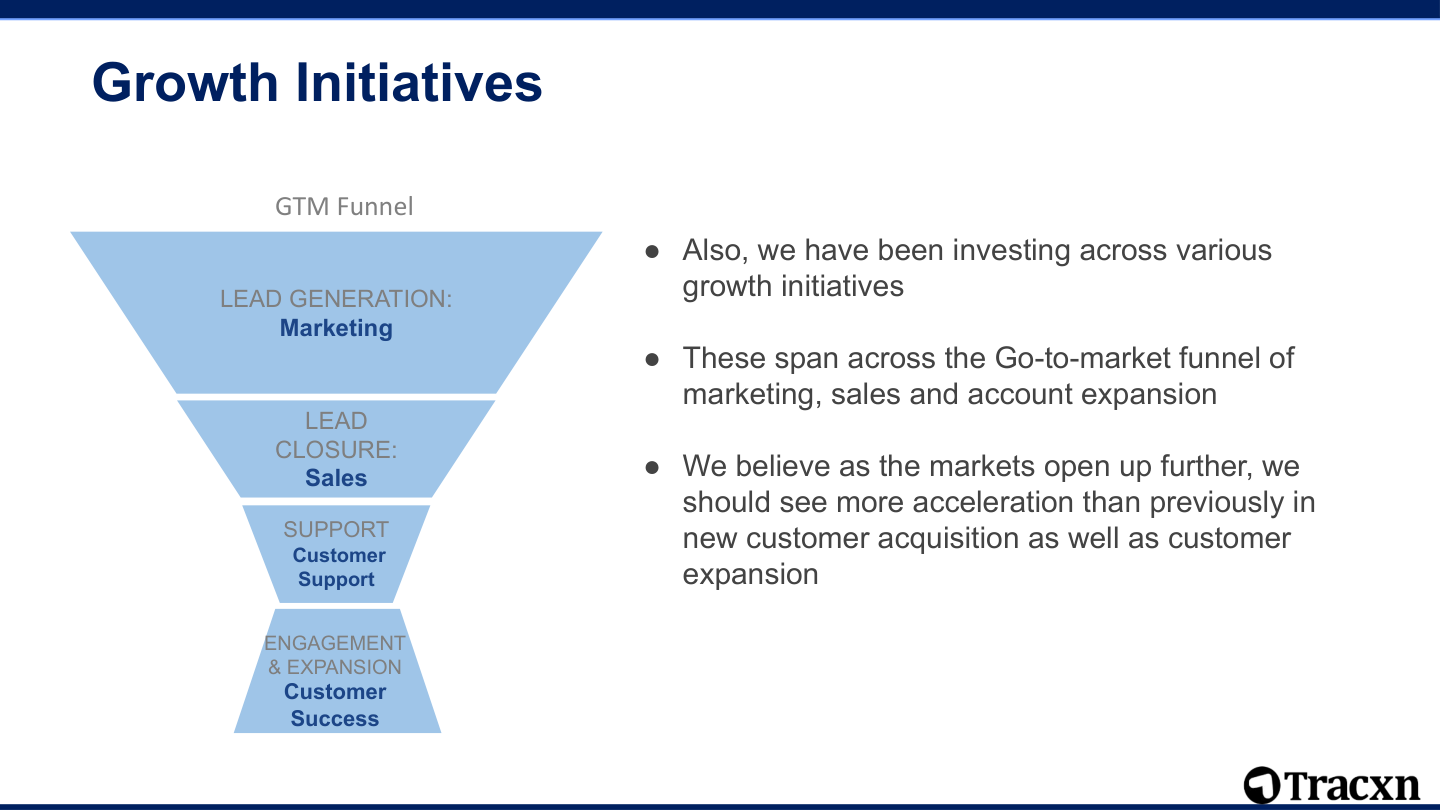 Growth Initiatives
GTM Funnel
LEAD GENERATION:
Marketing
LEAD
CLOSURE:
Sales
SUPPORT
Customer
Support
ENGAGEMENT
& EXPANSION
Customer
Success
● Also, we have been investing across various
growth initiatives
● These span across the Go-to-market funnel of
marketing, sales and account expansion
● We believe as the markets open up further, we
should see more acceleration than previously in
new customer acquisition as well as customer
expansion
Tracxn